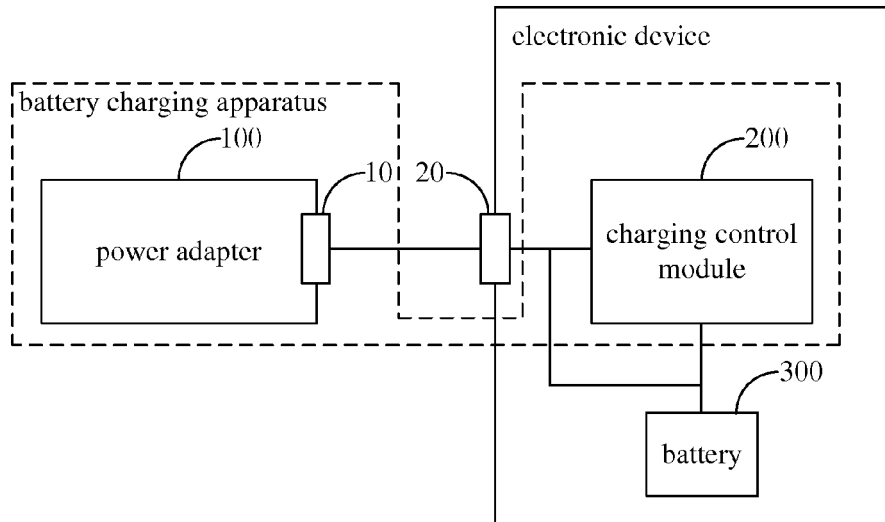 electronic device
battery charging apparatus
100
10
20
200
power adapter
charging control
module
300
battery